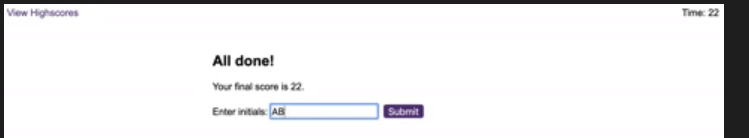 View Highscores Time: 22
All done!
Your final score is 22.
Enter initials: AB Submit